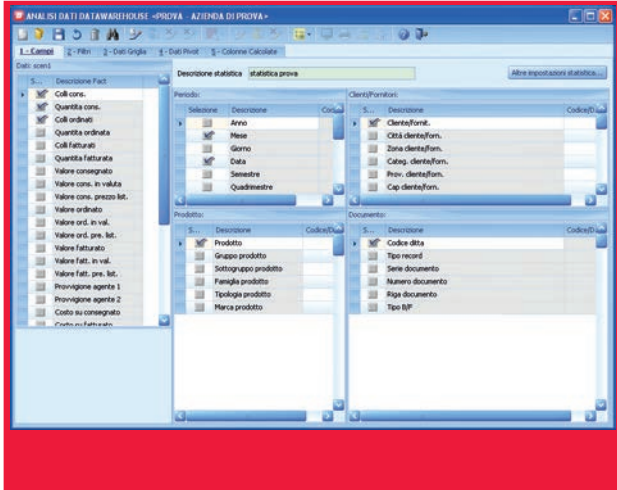 ANALISI DATI DATAWAREHOUSE «PROVA - AZIENDA DI PROVA»
1 - Campi 2 - Filtri 3 - Dati Griglia 4 - Dati Pivot 5 - Colonne Calcolate
Dati: scen1
S... Descrizione Fact
Colli cons.
Quantita cons.
Colli ordinati
Quantita ordinata
Colli fatturati
Quantita fatturata
Valore consegnato
Valore cons. in valuta
Valore cons. prezzo list.
Valore ordinato
Valore ord. in val.
Valore ord. pre. list.
Valore fatturato
Valore fatt. in val.
Valore fatt. pre. list.
Provvigione agente 1
Provvigione agente 2
Costo su consegnato
Costo su fatturato
Descrizione statistica statistica prova
Altre impostazioni statistica...
Periodo:
Selezione Descrizione
Anno
Mese
Giorno
Data
Semestre
Quadrimestre
Clienti/Fornitori:
S... Descrizione Codice/D
Cliente/Fornit.
Città cliente/forn.
Zona cliente/forn.
Categ. cliente/forn.
Prov. cliente/forn.
Cap cliente/forn.
Prodotto:
S... Descrizione Codice/D
Prodotto
Gruppo prodotto
Sottogruppo prodotto
Famiglia prodotto
Tipologia prodotto
Marca prodotto
Documento:
S... Descrizione Codice/D
Codice ditta
Tipo record
Serie documento
Numero documento
Riga documento
Tipo B/F